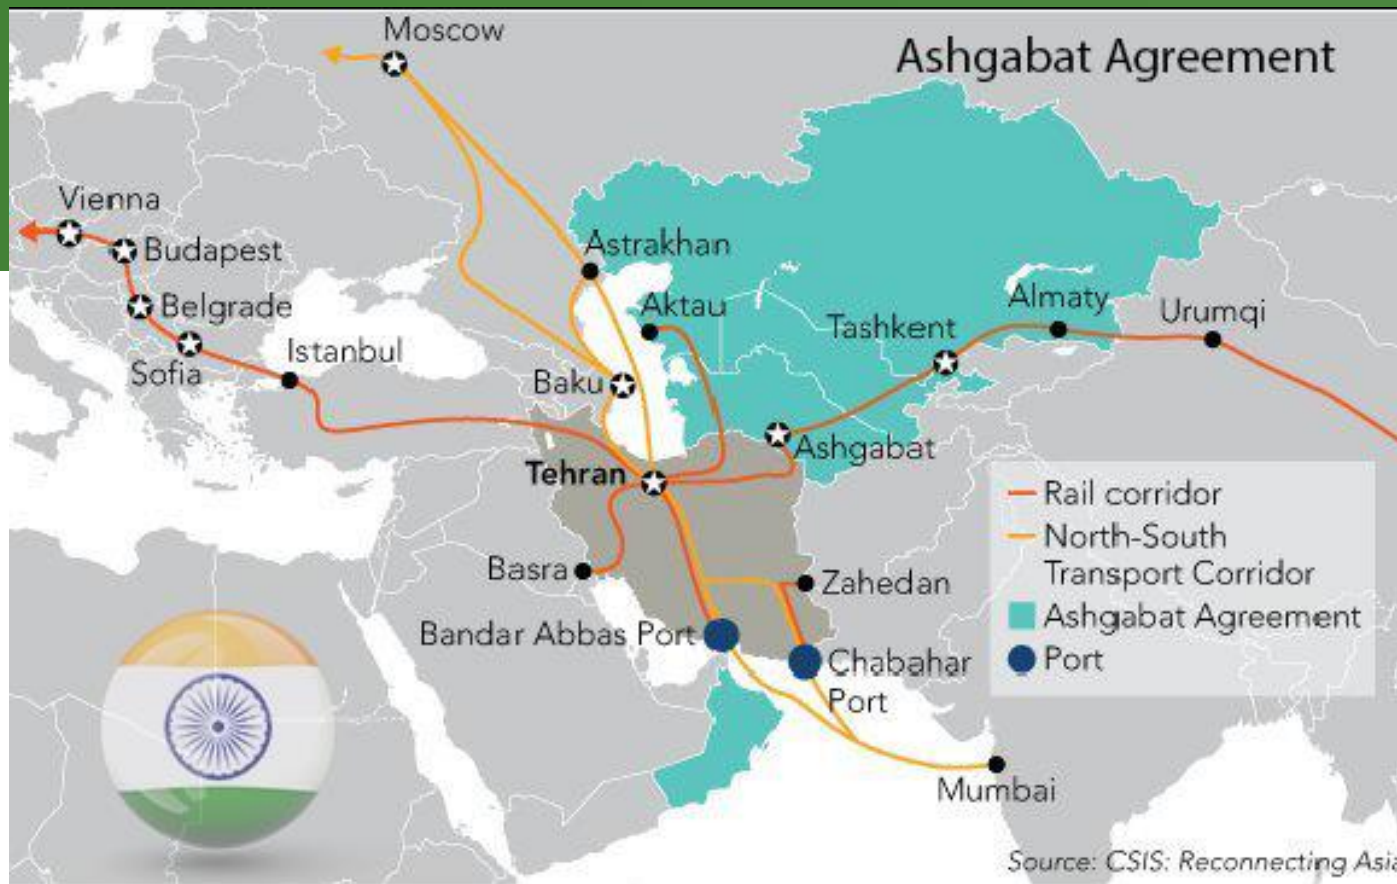 Moscow
Ashgabat Agreement
Vienna
Budapest
Astrakhan
Belgrade
Aktau
Almaty
Urumqi
Tashkent
Istanbul
Sofia
Baku
Ashgabat
Tehran
Rail corridor
North-South
Transport Corridor
Basra
Zahedan
Ashgabat Agreement
Bandar Abbas Port
Chabahar
Port
Port
Mumbai
Source: CSIS: Reconnecting Asia